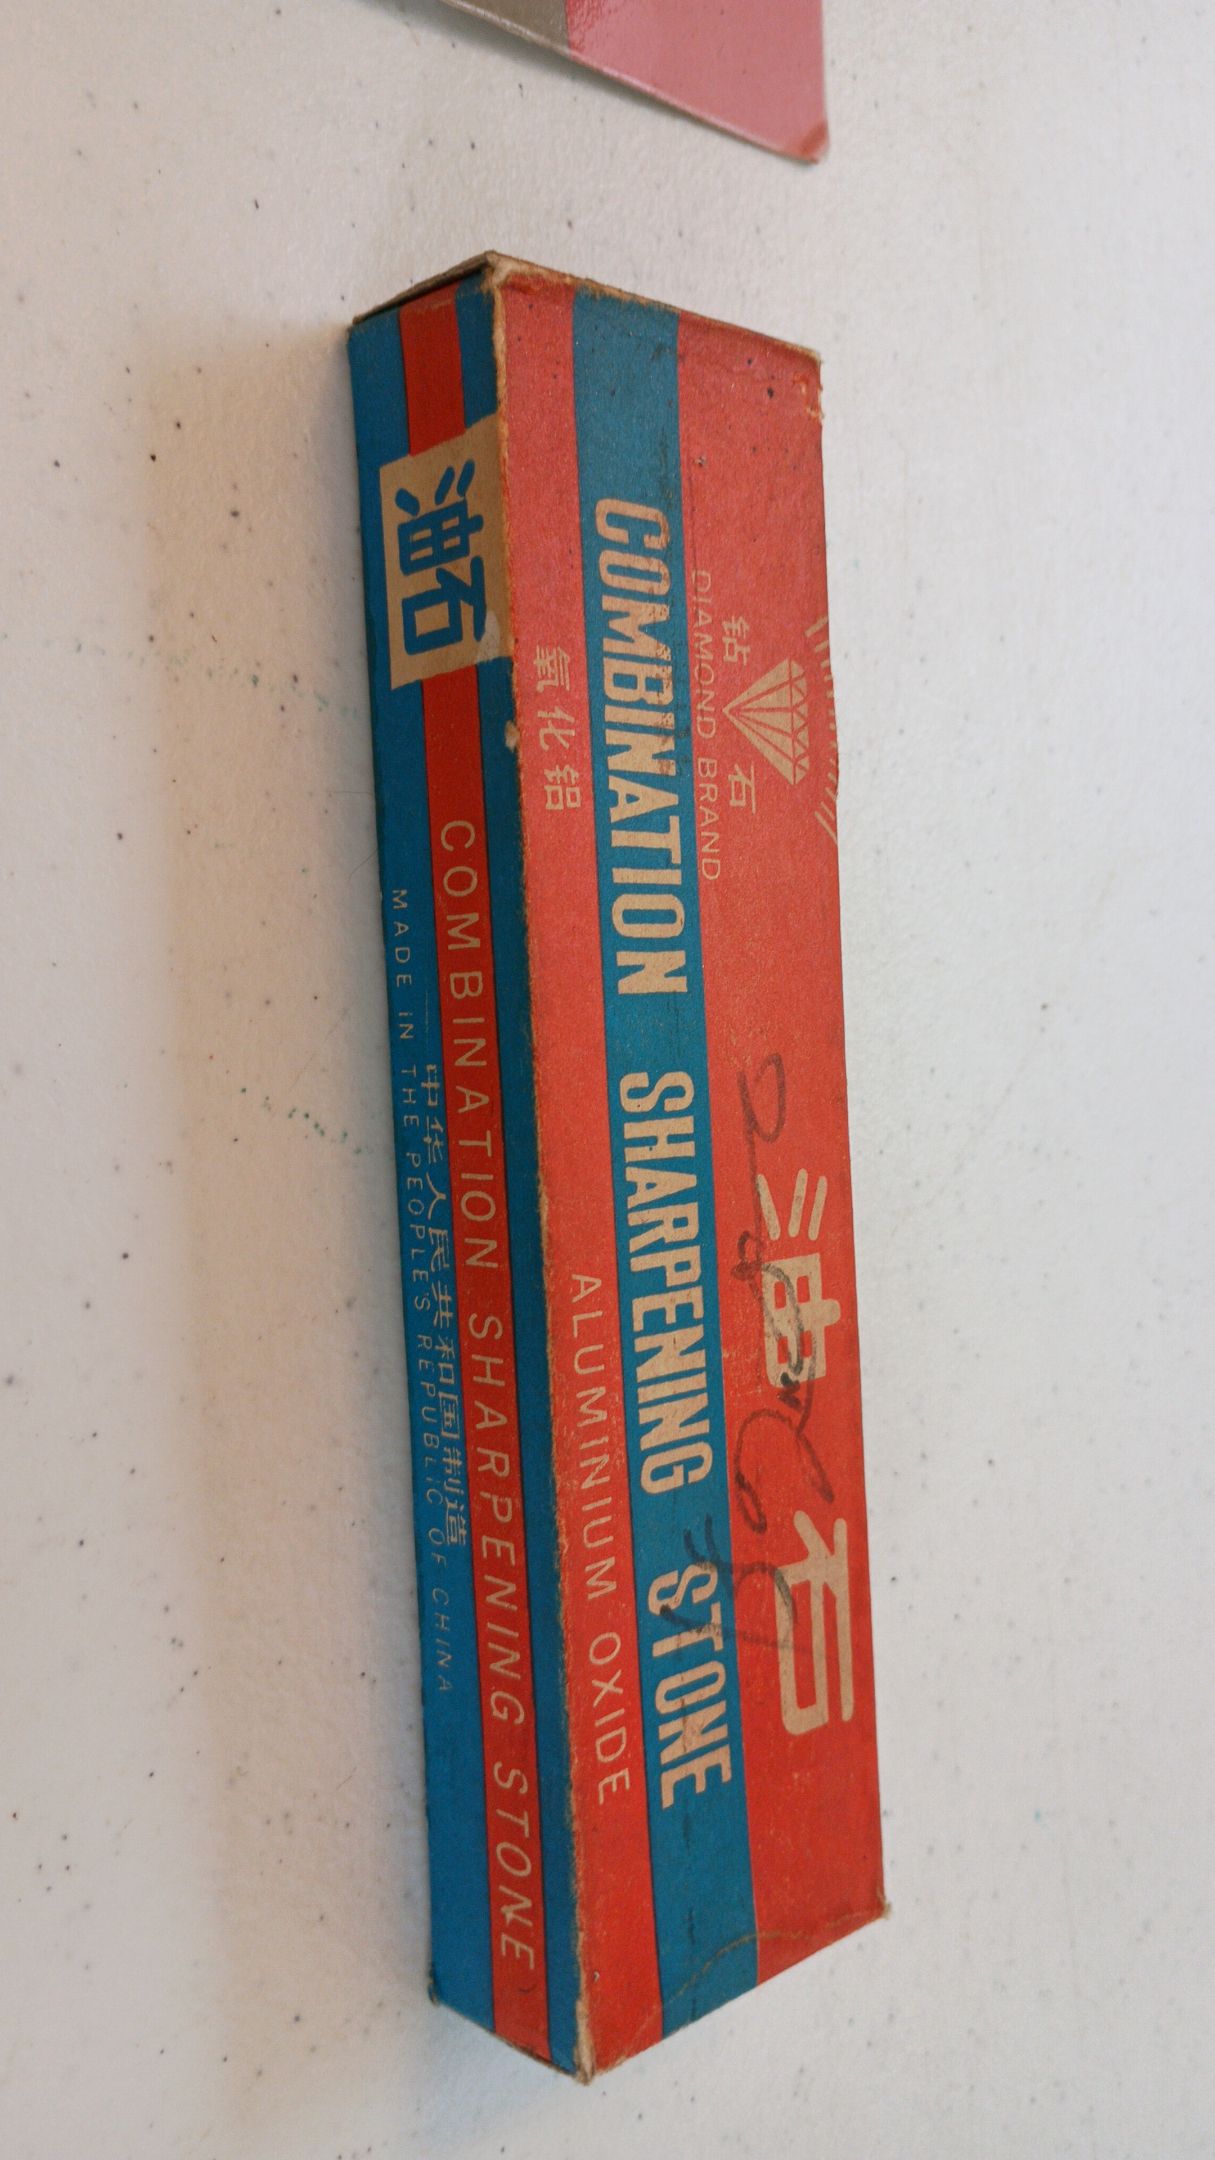 钻 石
DIAMOND BRAND
油石
COMBINATION SHARPENING STONE
氧化铝 ALUMINIUM OXIDE
油石
COMBINATION SHARPENING STONE
中华人民共和国制造
MADE IN THE PEOPLE'S REPUBLIC OF CHINA